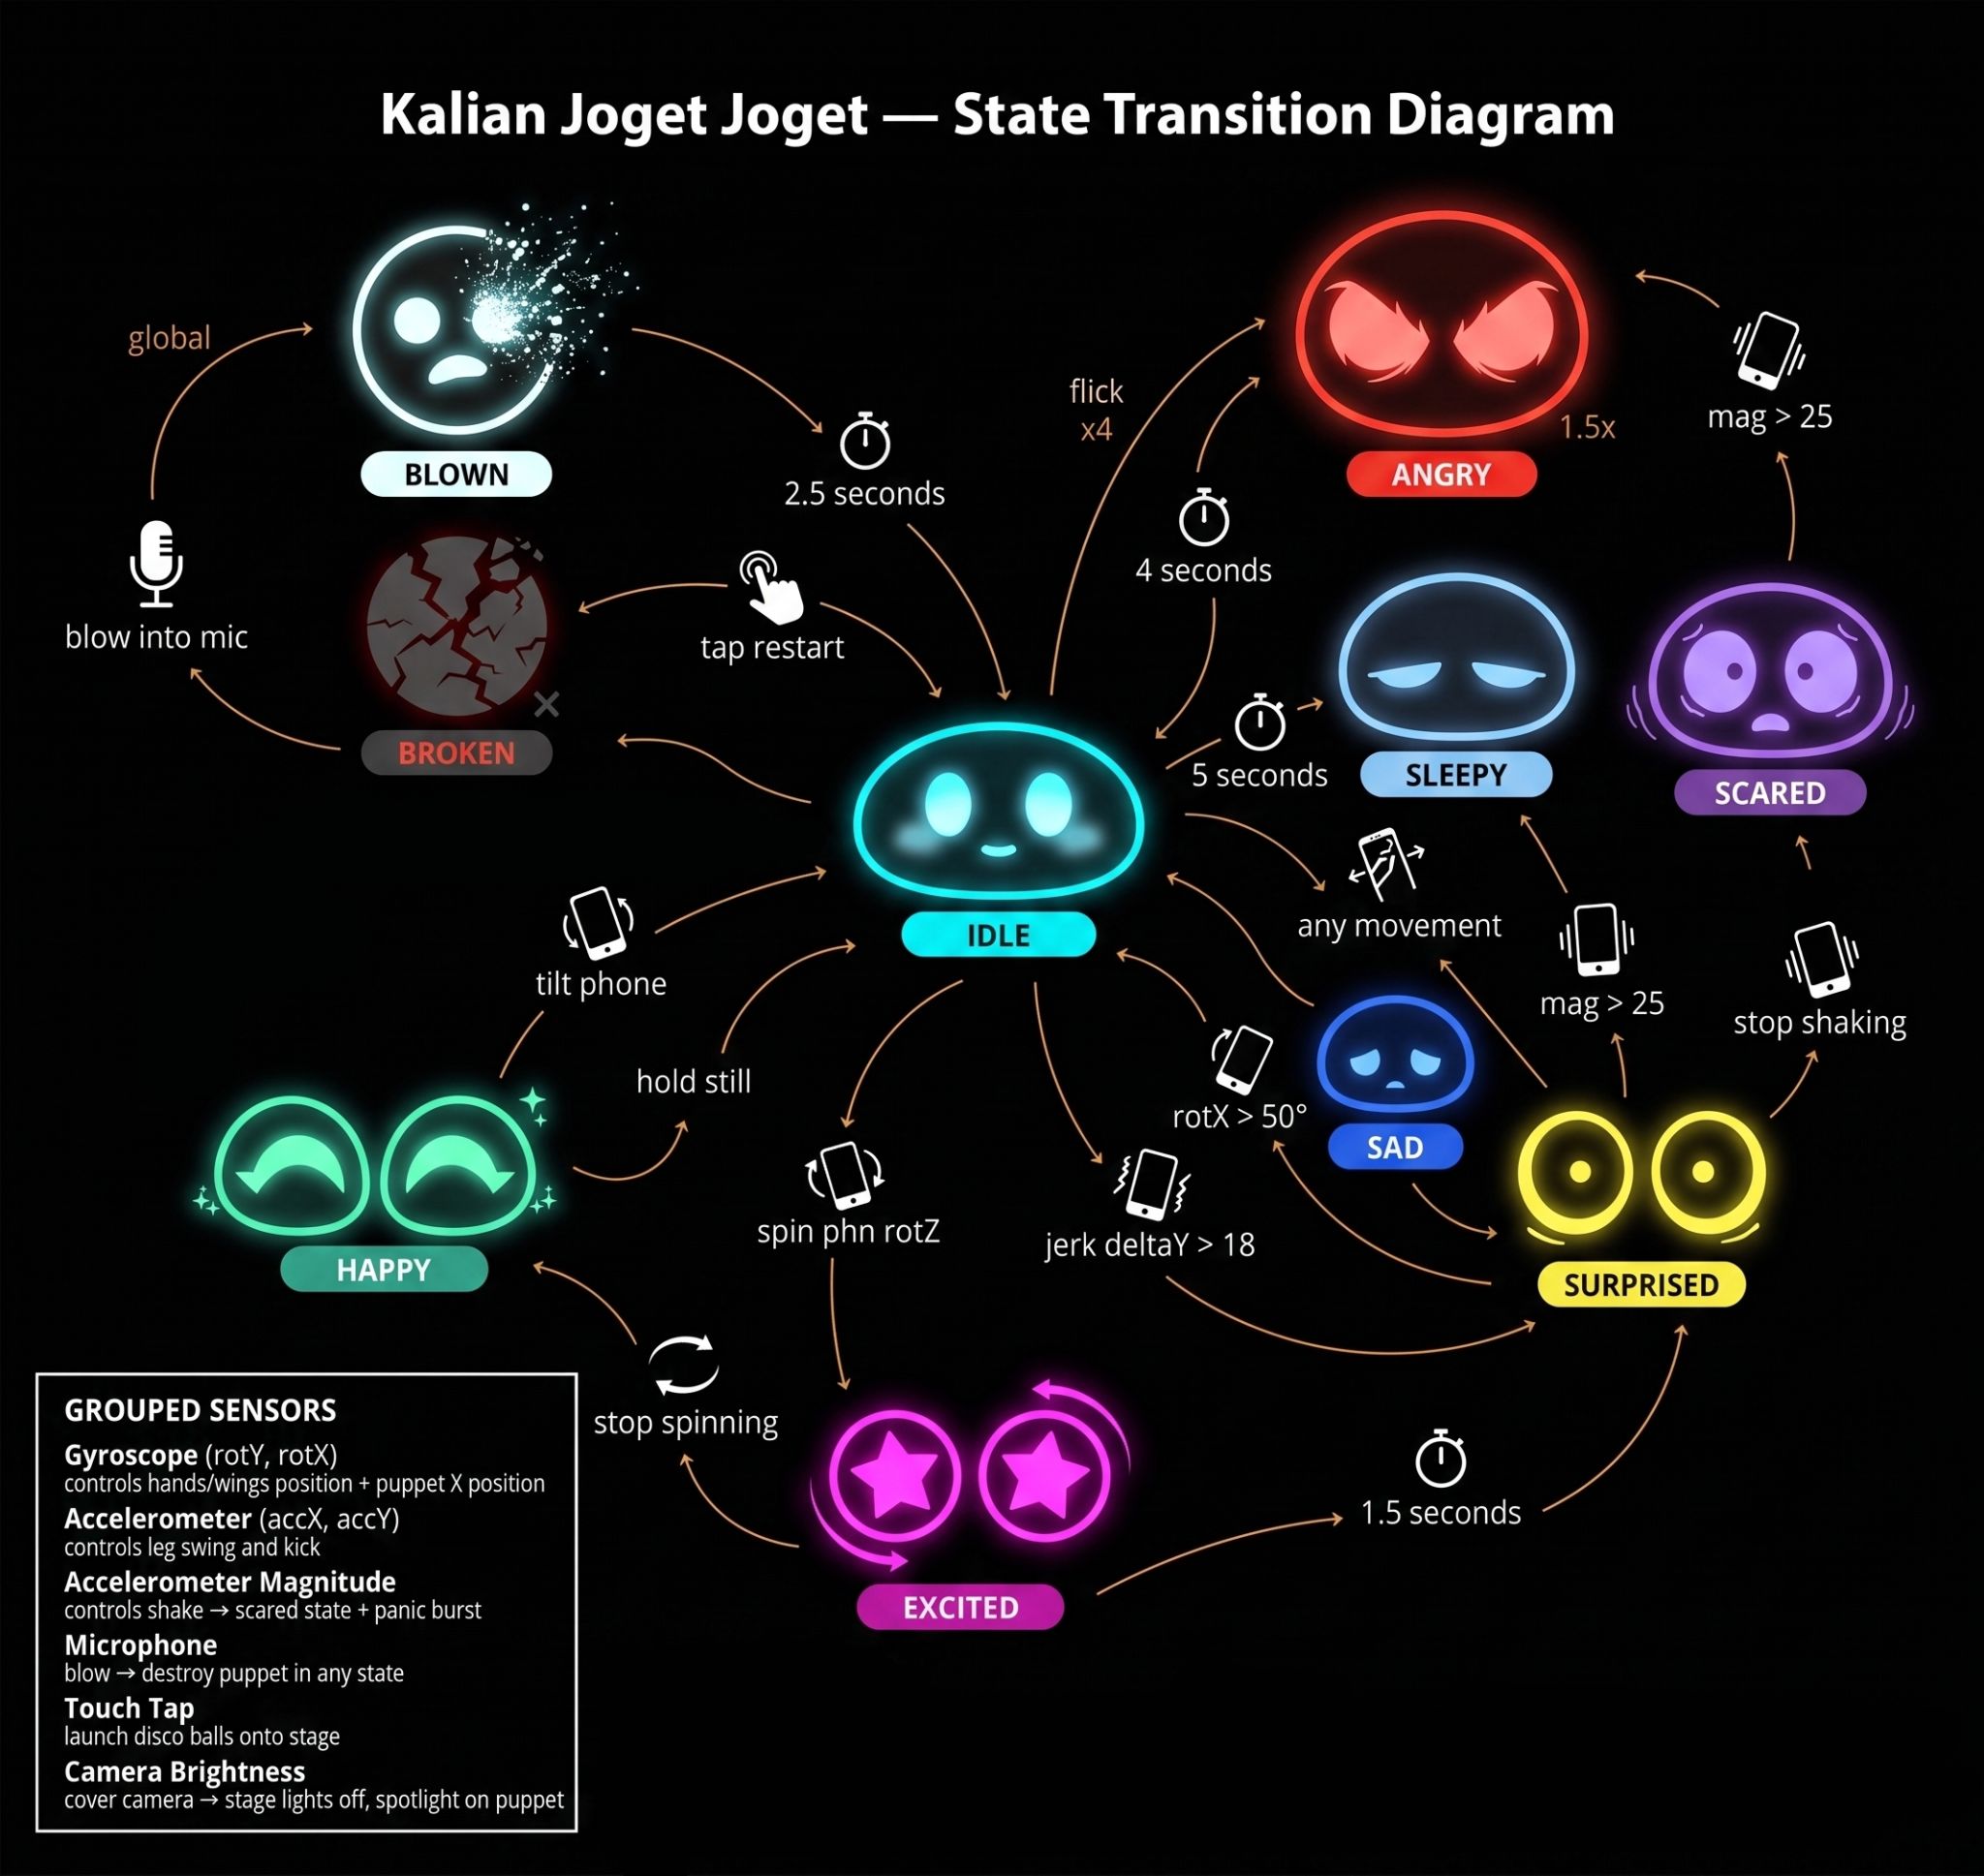 Kalian Joget Joget — State Transition Diagram
global
BLOWN
2.5 seconds
flick
x4
1.5x
ANGRY
mag > 25
4 seconds
blow into mic
tap restart
BROKEN
5 seconds
SLEEPY
SCARED
any movement
IDLE
tilt phone
mag > 25
stop shaking
hold still
rotX > 50°
SAD
spin phn rotZ
jerk deltaY > 18
HAPPY
SURPRISED
stop spinning
1.5 seconds
EXCITED
GROUPED SENSORS
Gyroscope (rotY, rotX)
controls hands/wings position + puppet X position
Accelerometer (accX, accY)
controls leg swing and kick
Accelerometer Magnitude
controls shake → scared state + panic burst
Microphone
blow → destroy puppet in any state
Touch Tap
launch disco balls onto stage
Camera Brightness
cover camera → stage lights off, spotlight on puppet